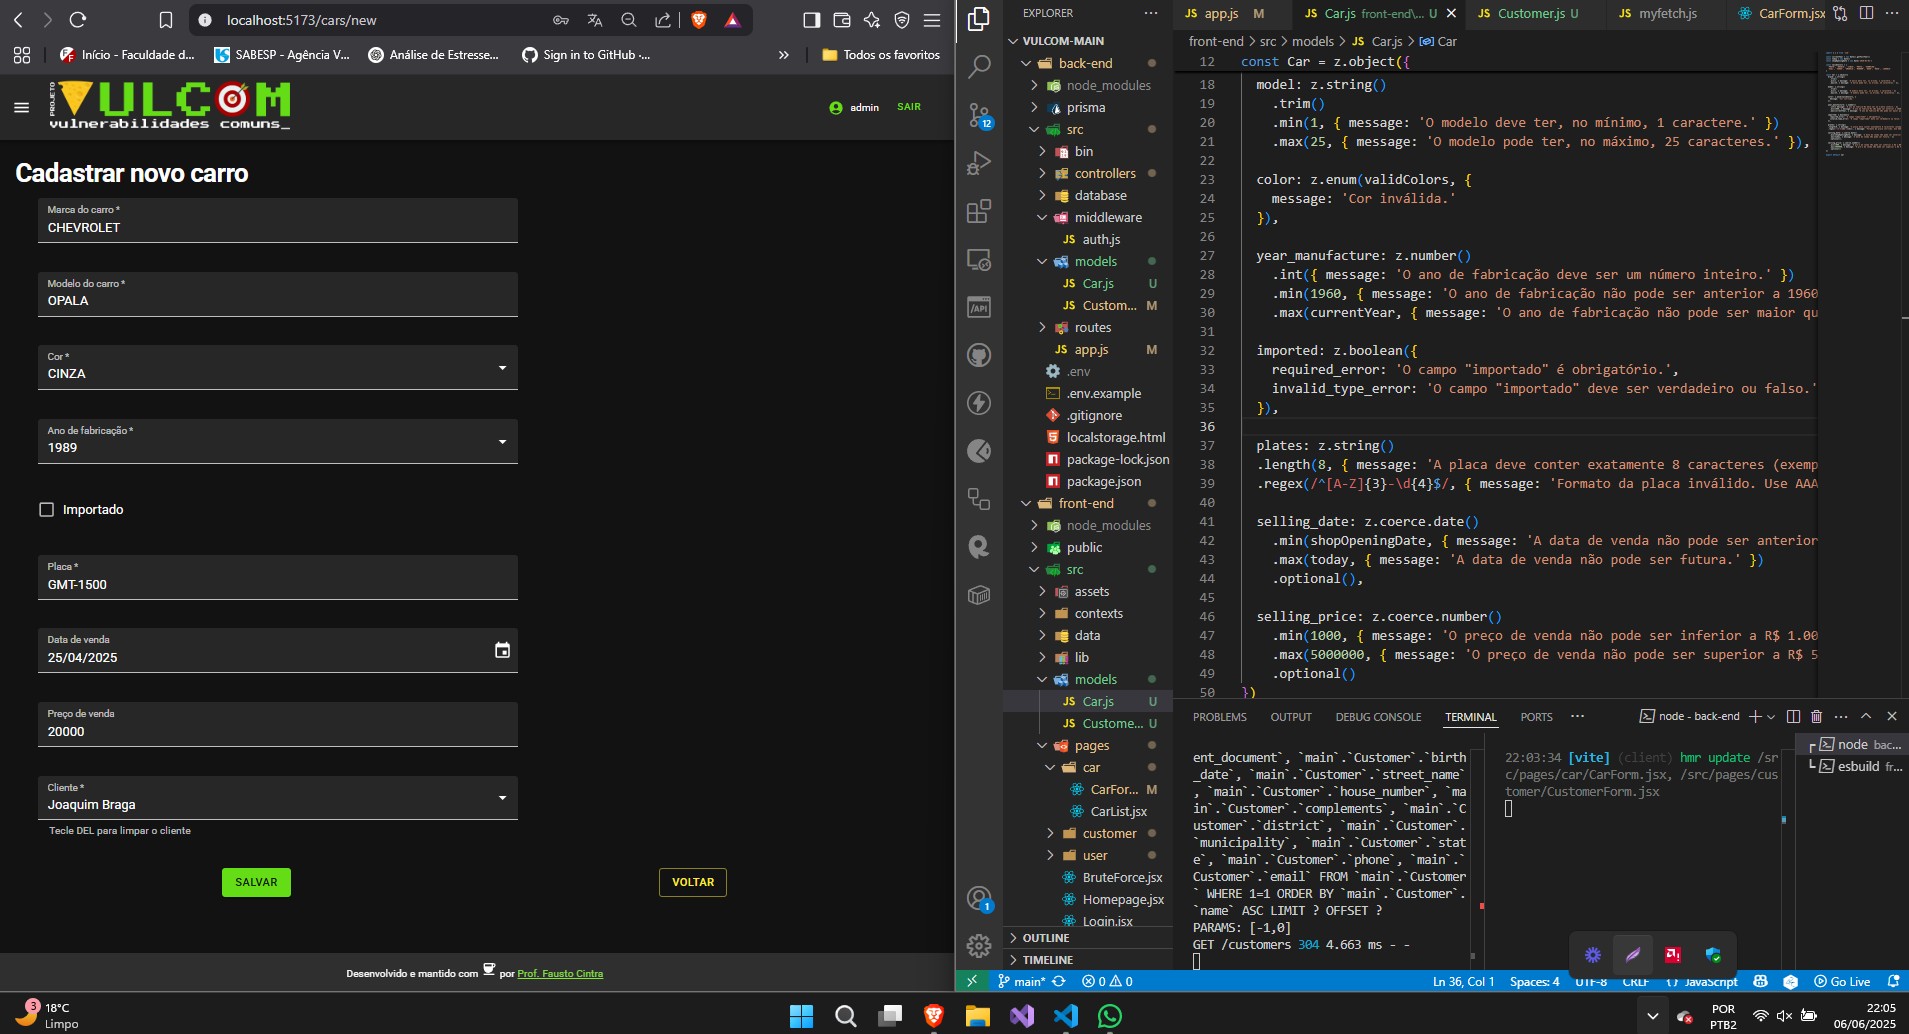 localhost:5173/cars/new
Início - Faculdade d...
SABESP - Agência V...
Análise de Estresse...
Sign in to GitHub ·...
»
Todos os favoritos
PROJETO
VULCOM
vulnerabilidades comuns_
admin
SAIR
Cadastrar novo carro
Marca do carro *
CHEVROLET
Modelo do carro *
OPALA
Cor *
CINZA
Ano de fabricação *
1989
Importado
Placa *
GMT-1500
Data de venda
25/04/2025
Preço de venda
20000
Cliente *
Joaquim Braga
Tecle DEL para limpar o cliente
SALVAR
VOLTAR
Desenvolvido e mantido com por Prof. Fausto Cintra
12
1
EXPLORER
VULCOM-MAIN
back-end
node_modules
prisma
src
bin
controllers
database
middleware
JS auth.js
models
JS Car.js U
JS Custom... M
routes
JS app.js M
.env
.env.example
.gitignore
localstorage.html
package-lock.json
package.json
front-end
node_modules
public
src
assets
contexts
data
lib
models
JS Car.js U
JS Custome... U
pages
car
CarFor... M
CarList.jsx
customer
user
BruteForce.jsx
Homepage.jsx
Login.jsx
OUTLINE
TIMELINE
JS app.js M
JS Car.js front-end\... U
JS Customer.js U
JS myfetch.js
CarForm.jsx
front-end > src > models > JS Car.js > Car
12 const Car = z.object({
18 model: z.string()
19 .trim()
20 .min(1, { message: 'O modelo deve ter, no mínimo, 1 caractere.' })
21 .max(25, { message: 'O modelo pode ter, no máximo, 25 caracteres.' }),
22
23 color: z.enum(validColors, {
24 message: 'Cor inválida.'
25 }),
26
27 year_manufacture: z.number()
28 .int({ message: 'O ano de fabricação deve ser um número inteiro.' })
29 .min(1960, { message: 'O ano de fabricação não pode ser anterior a 1960
30 .max(currentYear, { message: 'O ano de fabricação não pode ser maior qu
31
32 imported: z.boolean({
33 required_error: 'O campo "importado" é obrigatório.',
34 invalid_type_error: 'O campo "importado" deve ser verdadeiro ou falso.'
35 }),
36
37 plates: z.string()
38 .length(8, { message: 'A placa deve conter exatamente 8 caracteres (exemp
39 .regex(/^[A-Z]{3}-\d{4}$/, { message: 'Formato da placa inválido. Use AAA
40
41 selling_date: z.coerce.date()
42 .min(shopOpeningDate, { message: 'A data de venda não pode ser anterior
43 .max(today, { message: 'A data de venda não pode ser futura.' })
44 .optional(),
45
46 selling_price: z.coerce.number()
47 .min(1000, { message: 'O preço de venda não pode ser inferior a R$ 1.00
48 .max(5000000, { message: 'O preço de venda não pode ser superior a R$ 5
49 .optional()
50 })
PROBLEMS OUTPUT DEBUG CONSOLE TERMINAL PORTS
node - back-end
ent_document`, `main`.`Customer`.`birth
_date`, `main`.`Customer`.`street_name`
, `main`.`Customer`.`house_number`, `ma
in`.`Customer`.`complements`, `main`.`C
ustomer`.`district`, `main`.`Customer`.
`municipality`, `main`.`Customer`.`stat
e`, `main`.`Customer`.`phone`, `main`.`
Customer`.`email` FROM `main`.`Customer
` WHERE 1=1 ORDER BY `main`.`Customer`.
`name` ASC LIMIT ? OFFSET ?
PARAMS: [-1,0]
GET /customers 304 4.663 ms - -
22:03:34 [vite] (client) hmr update /sr
c/pages/car/CarForm.jsx, /src/pages/cus
tomer/CustomerForm.jsx
node bac...
esbuild fr...
main*
0 0
Ln 36, Col 1
Spaces: 4
UTF-8
CRLF
{} JavaScript
Go Live
3
18°C
Limpo
POR
PTB2
22:05
06/06/2025